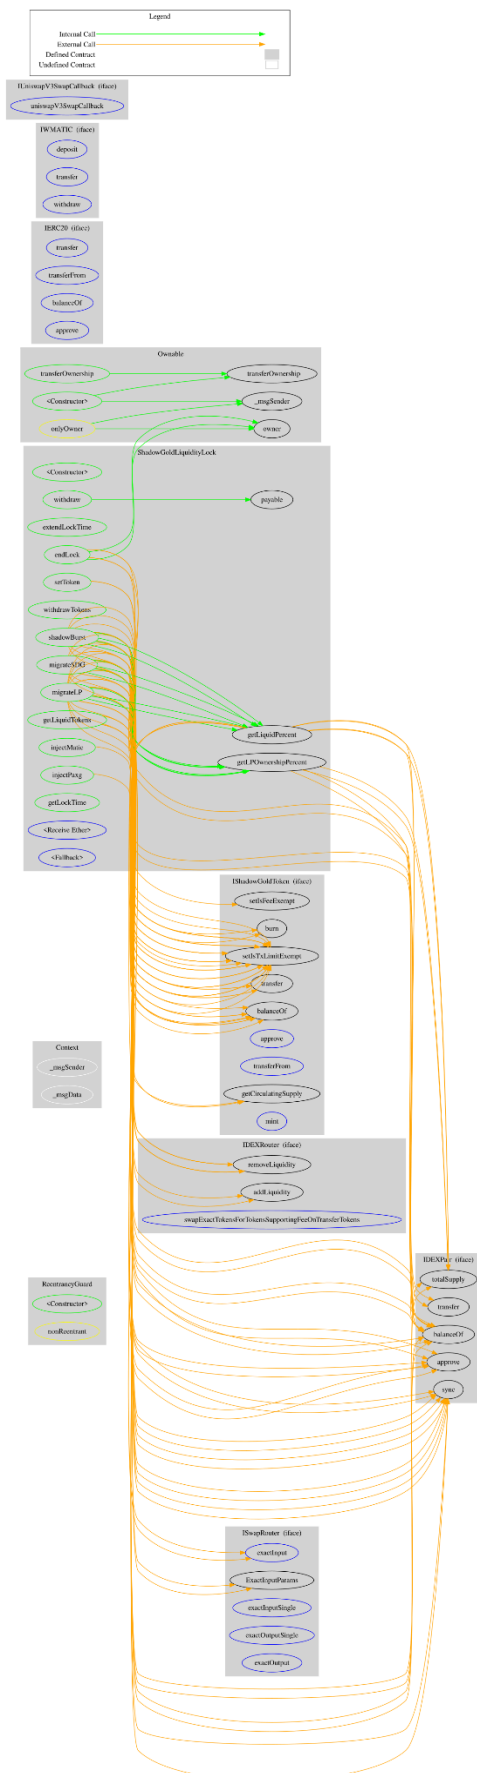 Legend
Internal Call
External Call
Defined Contract
Undefined Contract
IUniswapV3SwapCallback (iface)
uniswapV3SwapCallback
IWMATIC (iface)
deposit
transfer
withdraw
IERC20 (iface)
transfer
transferFrom
balanceOf
approve
Ownable
transferOwnership
transferOwnership
<Constructor>
_msgSender
onlyOwner
owner
ShadowGoldLiquidityLock
<Constructor>
withdraw
payable
extendLockTime
endLock
setToken
withdrawTokens
shadowBurst
migrateSDG
migrateLP
getLiquidTokens
getLiquidPercent
injectMatic
getLPOwnershipPercent
injectPaxg
getLockTime
<Receive Ether>
<Fallback>
IShadowGoldToken (iface)
setIsFeeExempt
burn
setIsTxLimitExempt
transfer
balanceOf
approve
transferFrom
getCirculatingSupply
mint
Context
_msgSender
_msgData
IDEXRouter (iface)
removeLiquidity
addLiquidity
swapExactTokensForTokensSupportingFeeOnTransferTokens
IDEXPair (iface)
totalSupply
transfer
balanceOf
approve
sync
ReentrancyGuard
<Constructor>
nonReentrant
ISwapRouter (iface)
exactInput
ExactInputParams
exactInputSingle
exactOutputSingle
exactOutput